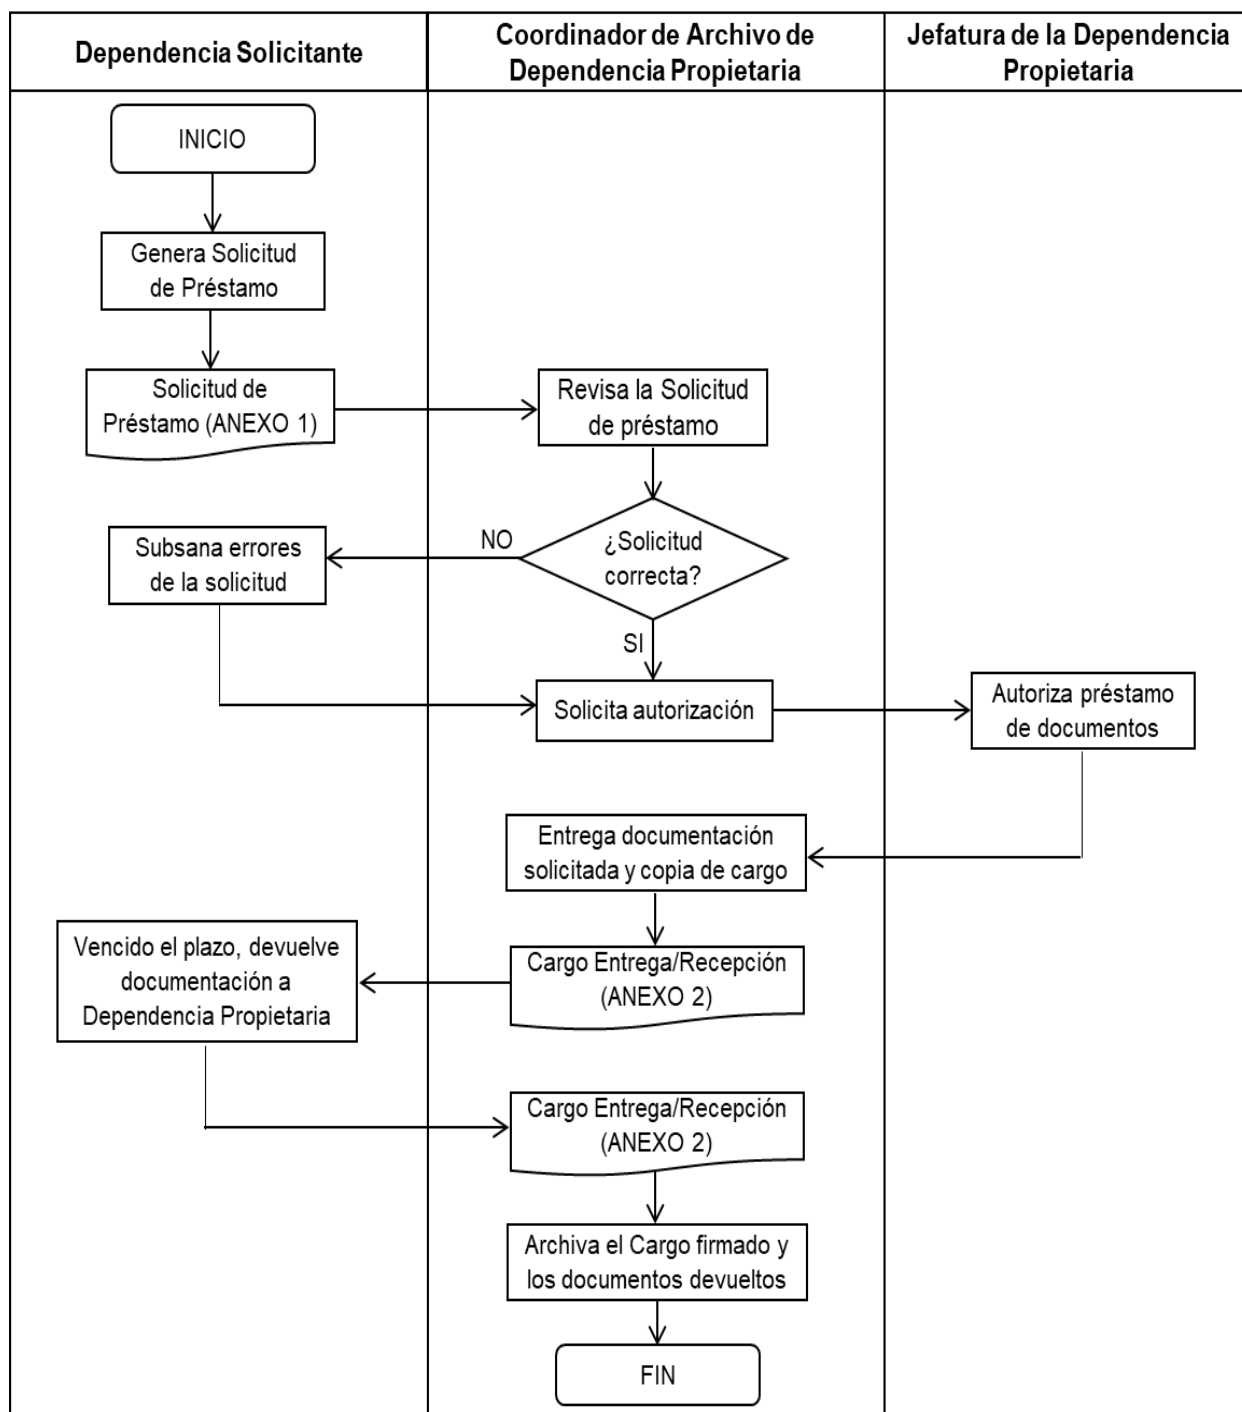 Dependencia Solicitante
Coordinador de Archivo de
Dependencia Propietaria
Jefatura de la Dependencia
Propietaria
INICIO
Genera Solicitud
de Préstamo
Solicitud de
Préstamo (ANEXO 1)
Revisa la Solicitud
de préstamo
Subsana errores
de la solicitud
NO
¿Solicitud
correcta?
SI
Solicita autorización
Autoriza préstamo
de documentos
Entrega documentación
solicitada y copia de cargo
Vencido el plazo, devuelve
documentación a
Dependencia Propietaria
Cargo Entrega/Recepción
(ANEXO 2)
Cargo Entrega/Recepción
(ANEXO 2)
Archiva el Cargo firmado y
los documentos devueltos
FIN